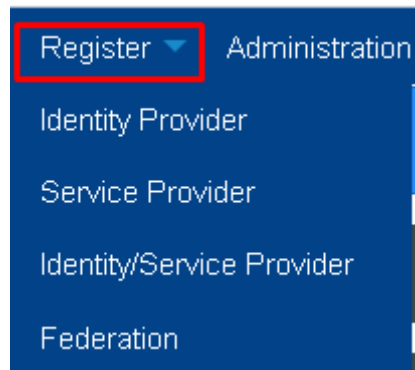 Register Administration
Identity Provider
Service Provider
Identity/Service Provider
Federation